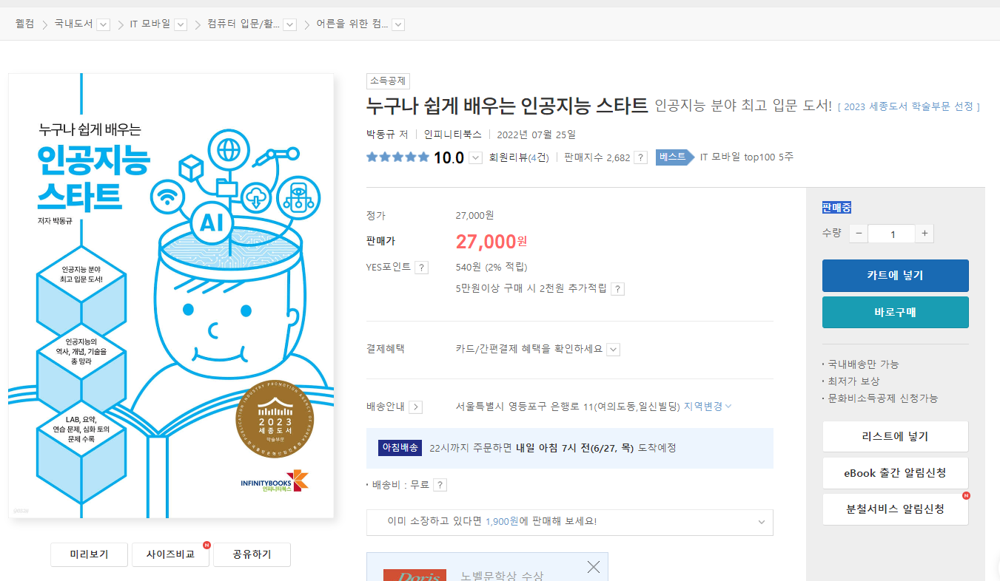 웰컴 국내도서 IT 모바일 컴퓨터 입문/활... 어른을 위한 컴...
누구나 쉽게 배우는
인공지능
스타트
저자 박동규
AI
인공지능 분야
최고 입문 도서!
인공지능의
역사, 개념, 기술을
총 망라
LAB, 요약,
연습 문제, 심화 토의
문제 수록
PUBLICATION INDUSTRY PROMOTION AGENCY OF KOREA
2023
세종도서
학술부문
INFINITYBOOKS
인피니티북스
미리보기 사이즈비교 N 공유하기
소득공제
누구나 쉽게 배우는 인공지능 스타트 인공지능 분야 최고 입문 도서! [ 2023 세종도서 학술부문 선정 ]
박동규 저 인피니티북스 2022년 07월 25일
10.0 회원리뷰(4건) 판매지수 2,682 ? 베스트 IT 모바일 top100 5주
정가 27,000원
판매가 27,000원
YES포인트 ? 540원 (2% 적립)
5만원이상 구매 시 2천원 추가적립 ?
결제혜택 카드/간편결제 혜택을 확인하세요
배송안내 서울특별시 영등포구 은행로 11(여의도동,일신빌딩) 지역변경
아침배송 22시까지 주문하면 내일 아침 7시 전(6/27, 목) 도착예정
· 배송비 : 무료 ?
이미 소장하고 있다면 1,900원에 판매해 보세요!
Doris
노벨문학상 수상
판매중
수량 − 1 +
카트에 넣기
바로구매
· 국내배송만 가능
· 최저가 보상
· 문화비소득공제 신청가능
리스트에 넣기
eBook 출간 알림신청
N
분철서비스 알림신청